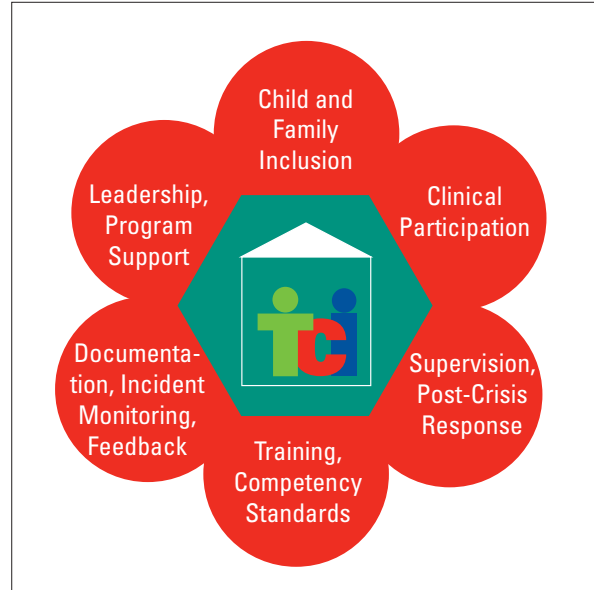 Child and
Family
Inclusion
Leadership,
Program
Support
Clinical
Participation
tci
Documenta-
tion, Incident
Monitoring,
Feedback
Supervision,
Post-Crisis
Response
Training,
Competency
Standards